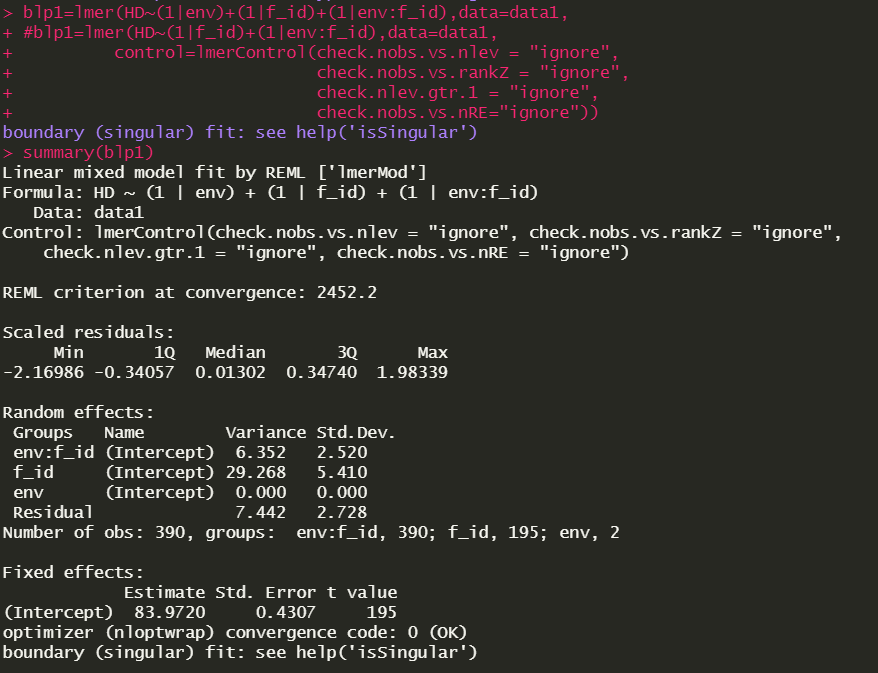 > blp1=lmer(HD~(1|env)+(1|f_id)+(1|env:f_id),data=data1,
+ #blp1=lmer(HD~(1|f_id)+(1|env:f_id),data=data1,
+          control=lmerControl(check.nobs.vs.nlev = "ignore",
+                              check.nobs.vs.rankZ = "ignore",
+                              check.nlev.gtr.1 = "ignore",
+                              check.nobs.vs.nRE="ignore"))
boundary (singular) fit: see help('isSingular')
> summary(blp1)
Linear mixed model fit by REML ['lmerMod']
Formula: HD ~ (1 | env) + (1 | f_id) + (1 | env:f_id)
   Data: data1
Control: lmerControl(check.nobs.vs.nlev = "ignore", check.nobs.vs.rankZ = "ignore",
    check.nlev.gtr.1 = "ignore", check.nobs.vs.nRE = "ignore")
REML criterion at convergence: 2452.2
Scaled residuals:
     Min       1Q   Median       3Q      Max
-2.16986 -0.34057  0.01302  0.34740  1.98339
Random effects:
 Groups   Name        Variance Std.Dev.
 env:f_id (Intercept)  6.352   2.520
 f_id     (Intercept) 29.268   5.410
 env      (Intercept)  0.000   0.000
 Residual              7.442   2.728
Number of obs: 390, groups:  env:f_id, 390; f_id, 195; env, 2
Fixed effects:
            Estimate Std. Error t value
(Intercept)  83.9720     0.4307     195
optimizer (nloptwrap) convergence code: 0 (OK)
boundary (singular) fit: see help('isSingular')